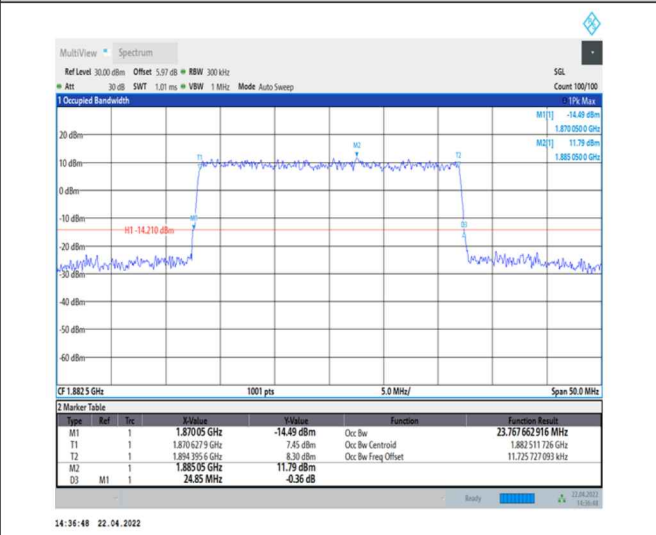 MultiView Spectrum
Ref Level 30.00 dBm Offset 5.97 dB RBW 300 kHz SGL
Att 30 dB SWT 1.01 ms VBW 1 MHz Mode Auto Sweep Count 100/100
1 Occupied Bandwidth 1Pk Max
M1[1] -14.49 dBm
1.870 050 0 GHz
M2[1] 11.79 dBm
1.885 050 0 GHz
20 dBm
M2
T1 T2
10 dBm
0 dBm
-10 dBm
M1 D3
H1 -14.210 dBm
-20 dBm
-30 dBm
-40 dBm
-50 dBm
-60 dBm
CF 1.882 5 GHz 1001 pts 5.0 MHz/ Span 50.0 MHz
2 Marker Table
Type Ref Trc X-Value Y-Value Function Function Result
M1 1 1.870 05 GHz -14.49 dBm Occ Bw 23.767 662 916 MHz
T1 1 1.870 627 9 GHz 7.45 dBm Occ Bw Centroid 1.882 511 726 GHz
T2 1 1.894 395 6 GHz 8.30 dBm Occ Bw Freq Offset 11.725 727 093 kHz
M2 1 1.885 05 GHz 11.79 dBm
D3 M1 1 24.85 MHz -0.36 dB
Ready 22.04.2022
14:36:48
14:36:48 22.04.2022